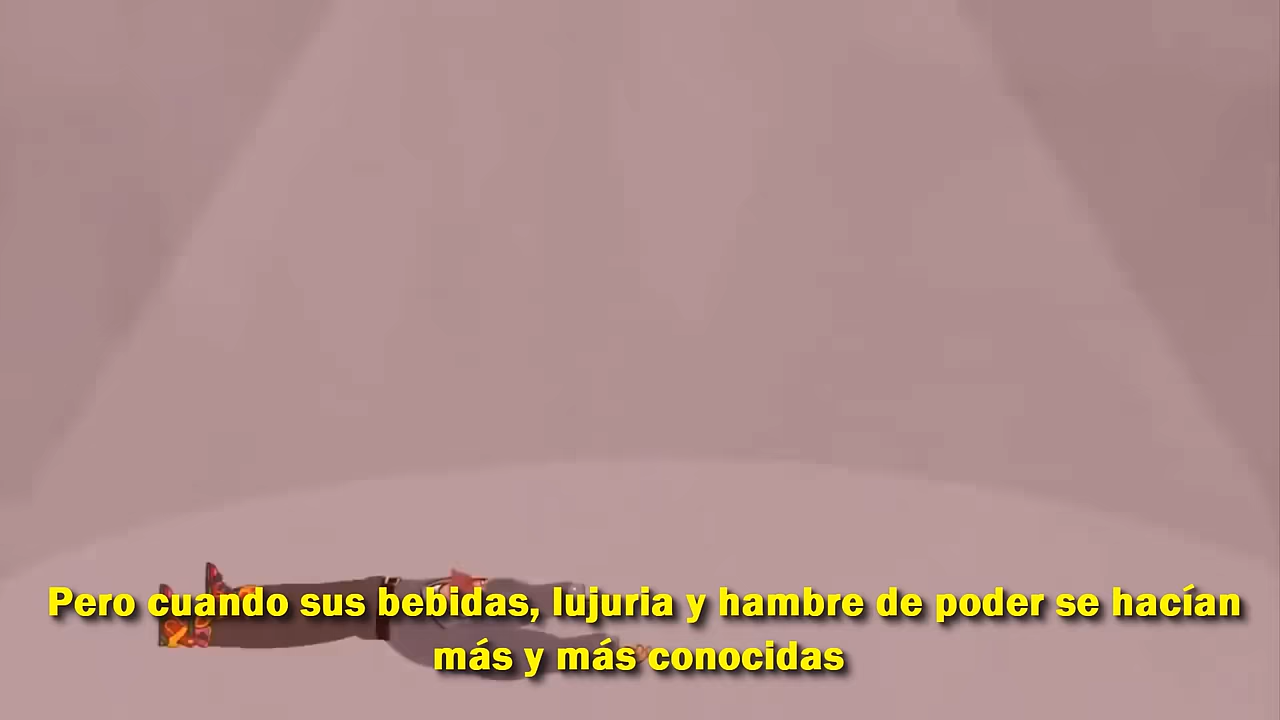 Pero cuando sus bebidas, lujuria y hambre de poder se hacían
más y más conocidas